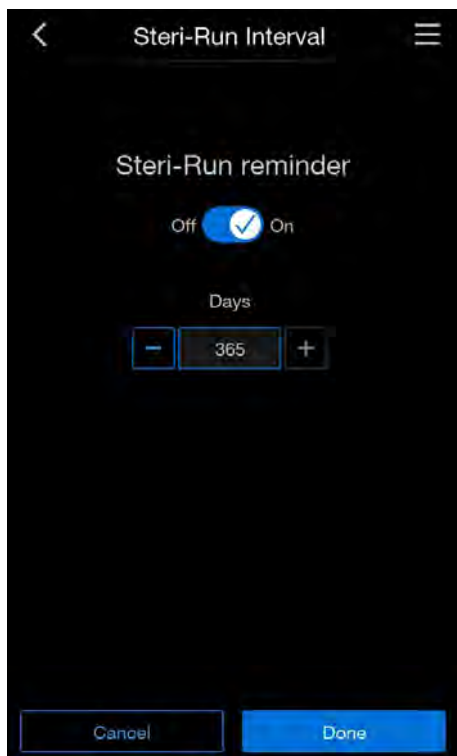 Steri-Run Interval
Steri-Run reminder
Off On
Days
− 365 +
Cancel Done